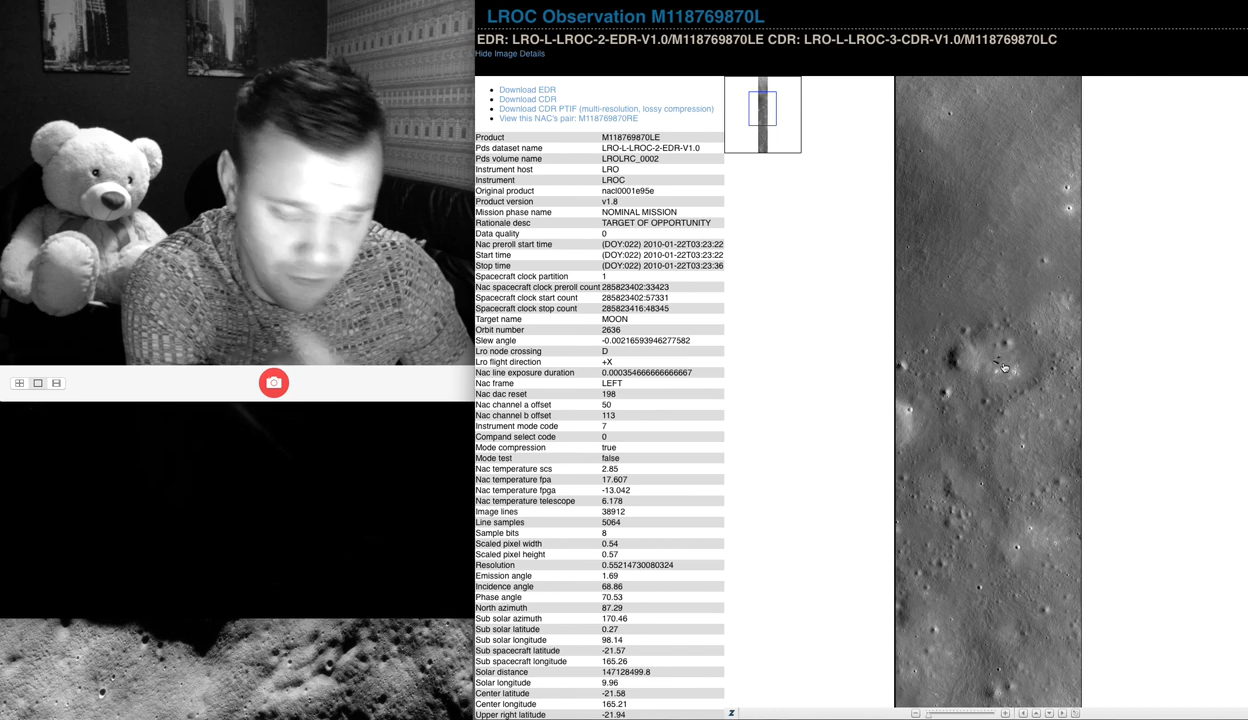 LROC Observation M118769870L
EDR: LRO-L-LROC-2-EDR-V1.0/M118769870LE CDR: LRO-L-LROC-3-CDR-V1.0/M118769870LC
Hide Image Details
Download EDR
Download CDR
Download CDR PTIF (multi-resolution, lossy compression)
View this NAC's pair: M118769870RE
Product M118769870LE
Pds dataset name LRO-L-LROC-2-EDR-V1.0
Pds volume name LROLRC_0002
Instrument host LRO
Instrument LROC
Original product nacl0001e95e
Product version v1.8
Mission phase name NOMINAL MISSION
Rationale desc TARGET OF OPPORTUNITY
Data quality 0
Nac preroll start time (DOY:022) 2010-01-22T03:23:22
Start time (DOY:022) 2010-01-22T03:23:22
Stop time (DOY:022) 2010-01-22T03:23:36
Spacecraft clock partition 1
Nac spacecraft clock preroll count 285823402:33423
Spacecraft clock start count 285823402:57331
Spacecraft clock stop count 285823416:48345
Target name MOON
Orbit number 2636
Slew angle -0.00216593946277582
Lro node crossing D
Lro flight direction +X
Nac line exposure duration 0.000354666666666667
Nac frame LEFT
Nac dac reset 198
Nac channel a offset 50
Nac channel b offset 113
Instrument mode code 7
Compand select code 0
Mode compression true
Mode test false
Nac temperature scs 2.85
Nac temperature fpa 17.607
Nac temperature fpga -13.042
Nac temperature telescope 6.178
Image lines 38912
Line samples 5064
Sample bits 8
Scaled pixel width 0.54
Scaled pixel height 0.57
Resolution 0.55214730080324
Emission angle 1.69
Incidence angle 68.86
Phase angle 70.53
North azimuth 87.29
Sub solar azimuth 170.46
Sub solar latitude 0.27
Sub solar longitude 98.14
Sub spacecraft latitude -21.57
Sub spacecraft longitude 165.26
Solar distance 147128499.8
Solar longitude 9.96
Center latitude -21.58
Center longitude 165.21
Upper right latitude -21.94
Z